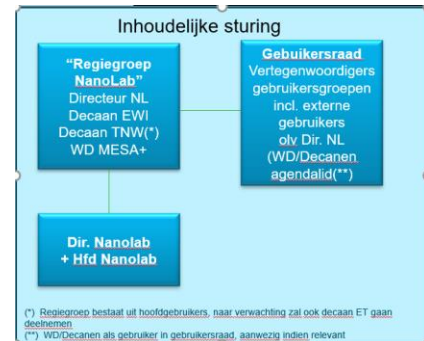 Inhoudelijke sturing
“Regiegroep
NanoLab”
Directeur NL
Decaan EWI
Decaan TNW(*)
WD MESA+
Gebuikersraad
Vertegenwoordigers
gebruikersgroepen
incl. externe
gebruikers
olv Dir. NL
(WD/Decanen
agendalid(**)
Dir. Nanolab
+ Hfd Nanolab
(*) Regiegroep bestaat uit hoofdgebruikers, naar verwachting zal ook decaan ET gaan
deelnemen
(**) WD/Decanen als gebruiker in gebruikersraad, aanwezig indien relevant